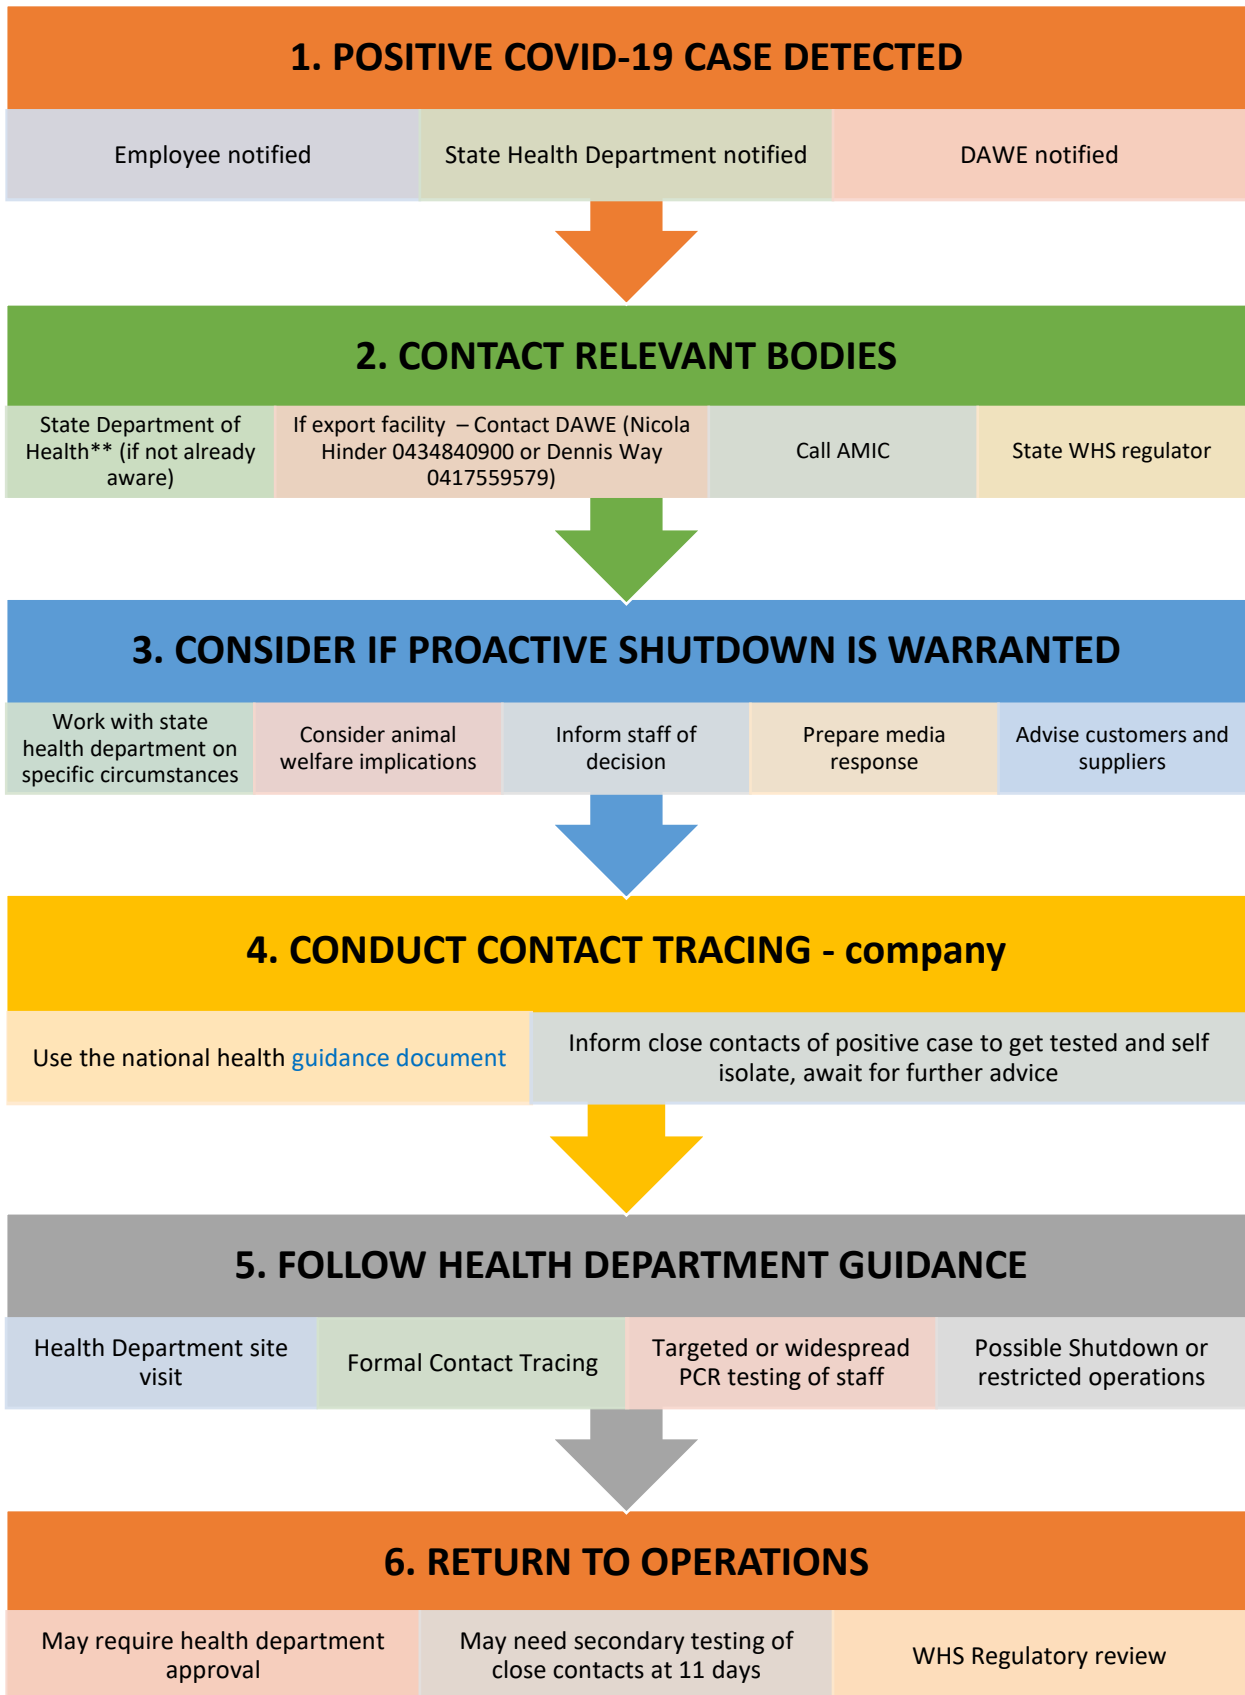 1. POSITIVE COVID-19 CASE DETECTED
Employee notified
State Health Department notified
DAWE notified
2. CONTACT RELEVANT BODIES
State Department of
Health** (if not already
aware)
If export facility – Contact DAWE (Nicola
Hinder 0434840900 or Dennis Way
0417559579)
Call AMIC
State WHS regulator
3. CONSIDER IF PROACTIVE SHUTDOWN IS WARRANTED
Work with state
health department on
specific circumstances
Consider animal
welfare implications
Inform staff of
decision
Prepare media
response
Advise customers and
suppliers
4. CONDUCT CONTACT TRACING - company
Use the national health guidance document
Inform close contacts of positive case to get tested and self
isolate, await for further advice
5. FOLLOW HEALTH DEPARTMENT GUIDANCE
Health Department site
visit
Formal Contact Tracing
Targeted or widespread
PCR testing of staff
Possible Shutdown or
restricted operations
6. RETURN TO OPERATIONS
May require health department
approval
May need secondary testing of
close contacts at 11 days
WHS Regulatory review